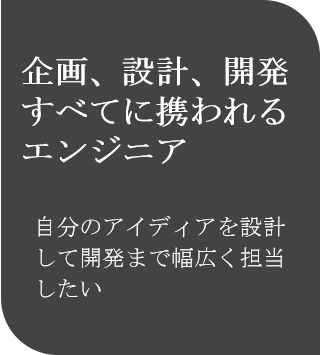 企画、設計、開発
すべてに携われる
エンジニア
自分のアイディアを設計
して開発まで幅広く担当
したい